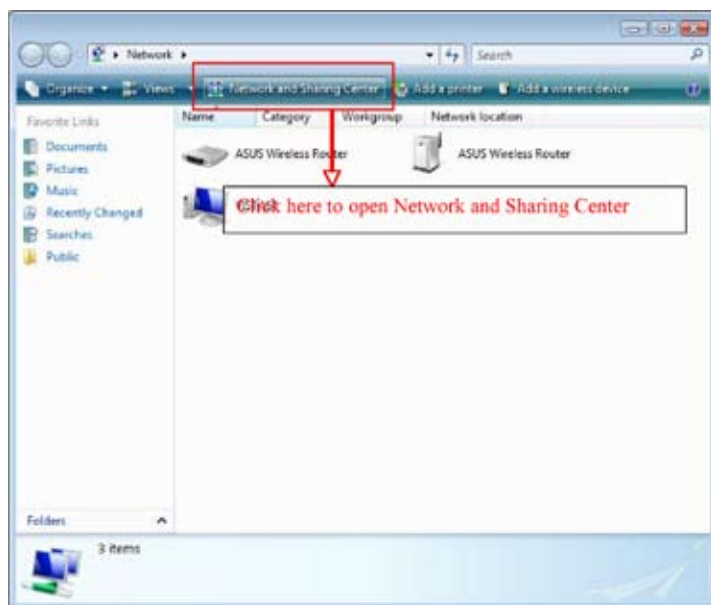 Network
Search
Organize Views Network and Sharing Center Add a printer Add a wireless device
Favorite Links
Documents
Pictures
Music
Recently Changed
Searches
Public
Name Category Workgroup Network location
ASUS Wireless Router ASUS Wireless Router
Click here to open Network and Sharing Center
Folders
3 items